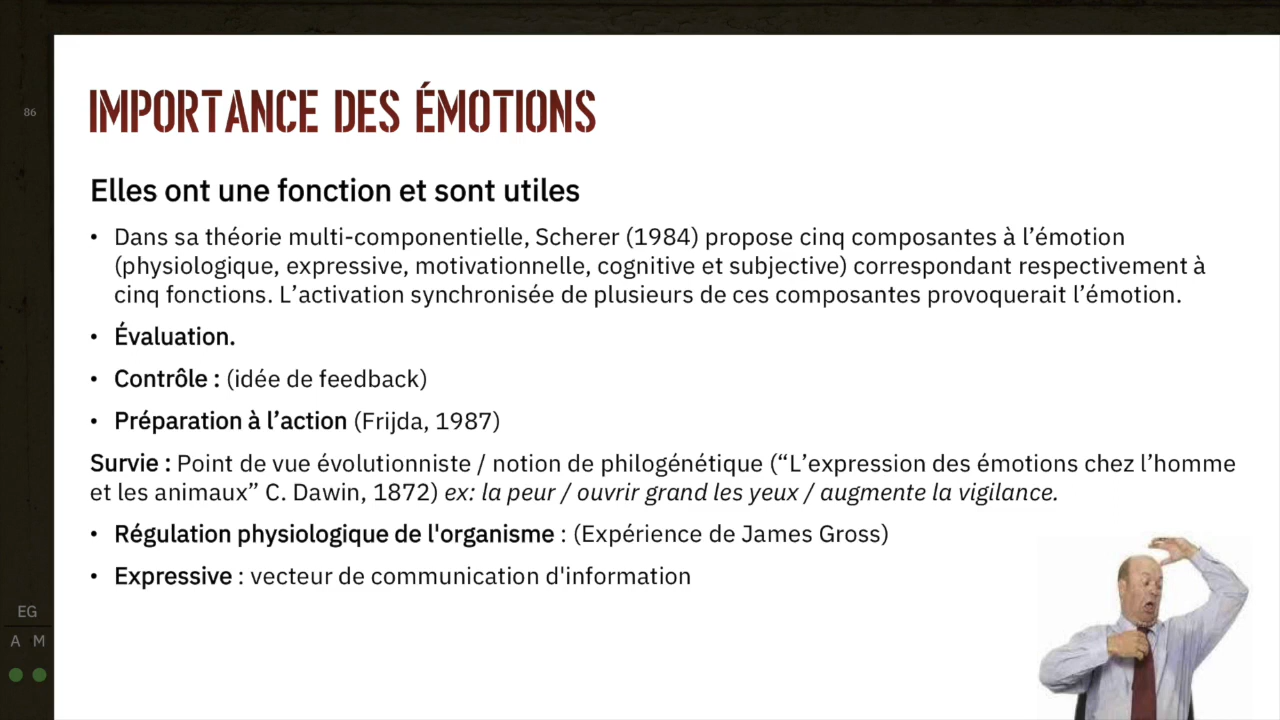 86
IMPORTANCE DES ÉMOTIONS
Elles ont une fonction et sont utiles
• Dans sa théorie multi-componentielle, Scherer (1984) propose cinq composantes à l’émotion
(physiologique, expressive, motivationnelle, cognitive et subjective) correspondant respectivement à
cinq fonctions. L’activation synchronisée de plusieurs de ces composantes provoquerait l’émotion.
• Évaluation.
• Contrôle : (idée de feedback)
• Préparation à l’action (Frijda, 1987)
Survie : Point de vue évolutionniste / notion de philogénétique (“L’expression des émotions chez l’homme
et les animaux” C. Dawin, 1872) ex: la peur / ouvrir grand les yeux / augmente la vigilance.
• Régulation physiologique de l'organisme : (Expérience de James Gross)
• Expressive : vecteur de communication d'information
EG
A M